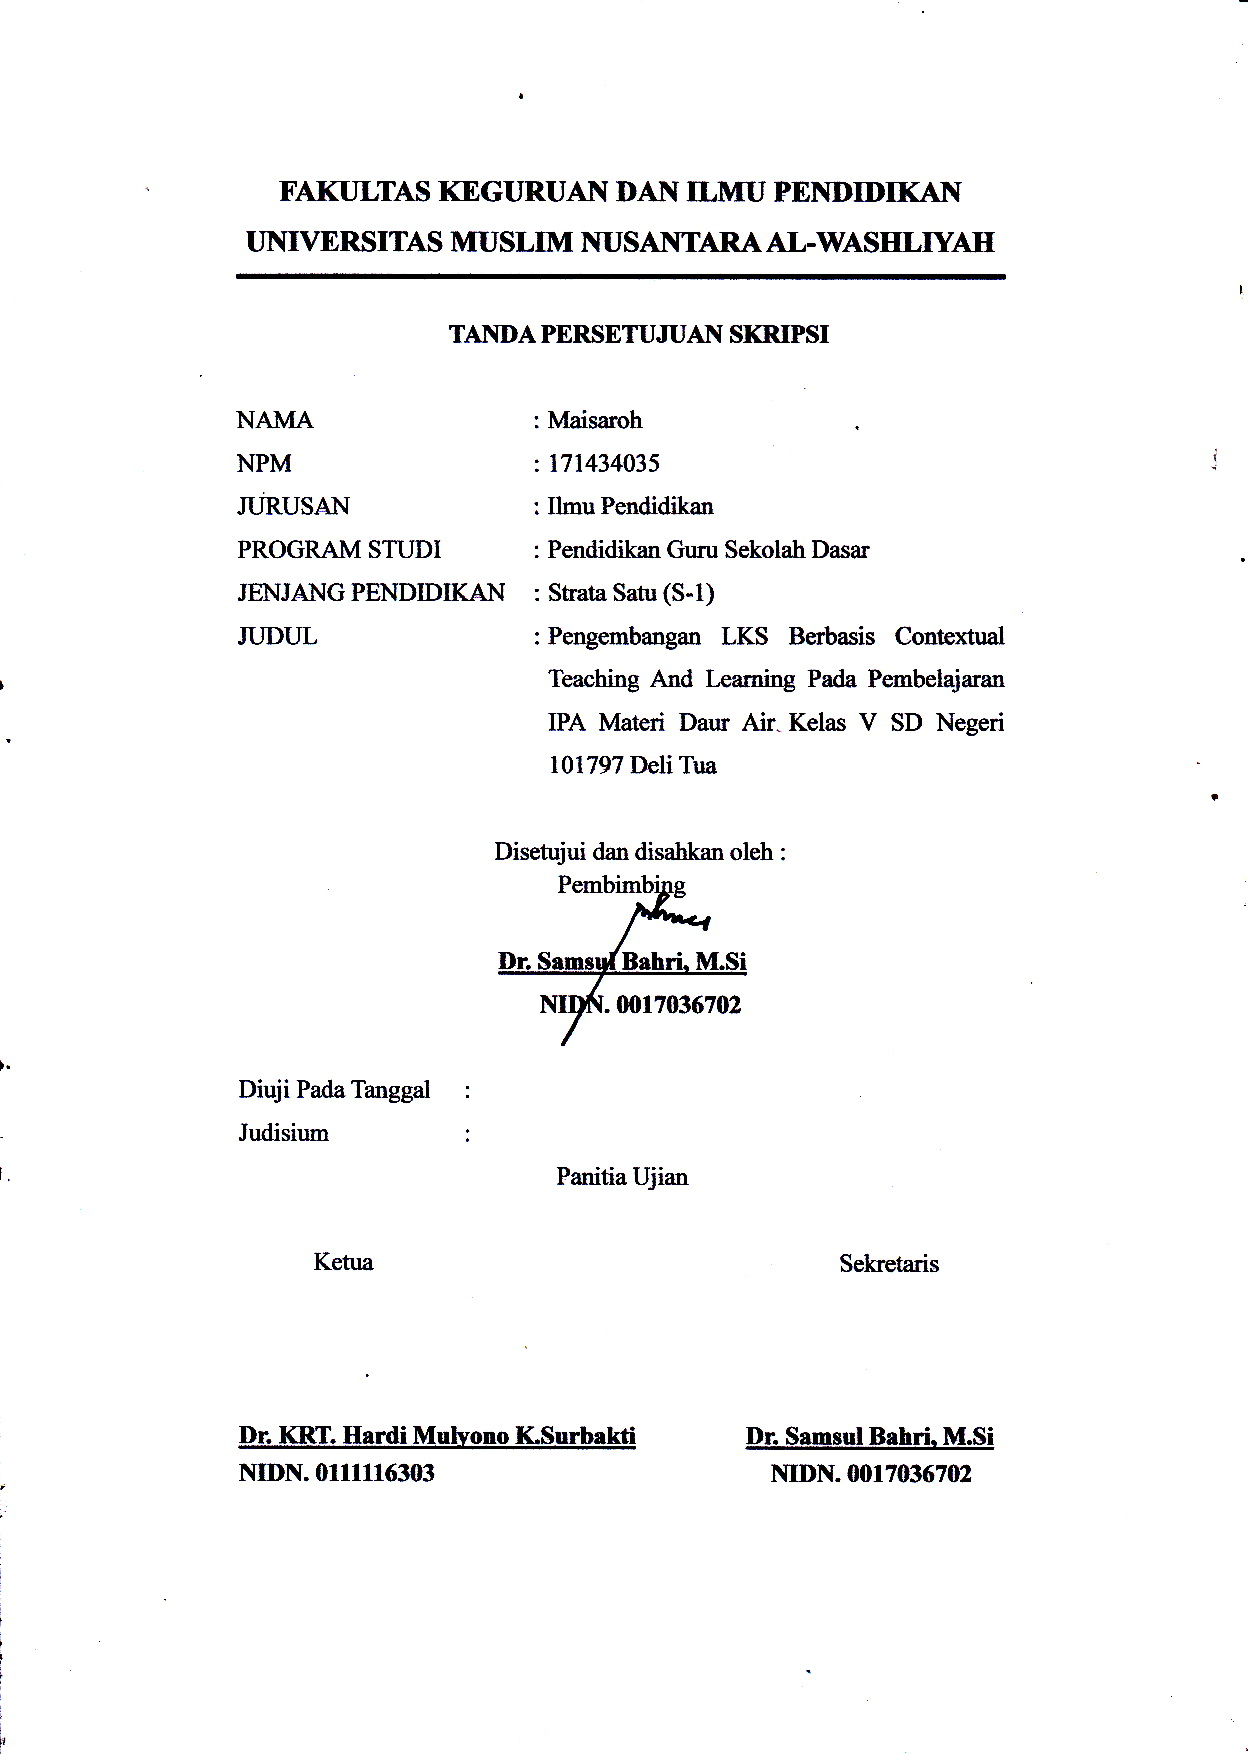 FAKULTAS KEGURUAN DAN ILMU PENDIDIKAN
UNIVERSITAS MUSLIM NUSANTARA AL-WASHLIYAH
TANDA PERSETUJUAN SKRIPSI
NAMA : Maisaroh
NPM : 171434035
JURUSAN : Ilmu Pendidikan
PROGRAM STUDI : Pendidikan Guru Sekolah Dasar
JENJANG PENDIDIKAN : Strata Satu (S-1)
JUDUL : Pengembangan LKS Berbasis Contextual
Teaching And Learning Pada Pembelajaran
IPA Materi Daur Air Kelas V SD Negeri
101797 Deli Tua
Disetujui dan disahkan oleh :
Pembimbing
Dr. Samsul Bahri, M.Si
NIDN. 0017036702
Diuji Pada Tanggal :
Judisium :
Panitia Ujian
Ketua Sekretaris
Dr. KRT. Hardi Mulyono K.Surbakti Dr. Samsul Bahri, M.Si
NIDN. 0111116303 NIDN. 0017036702